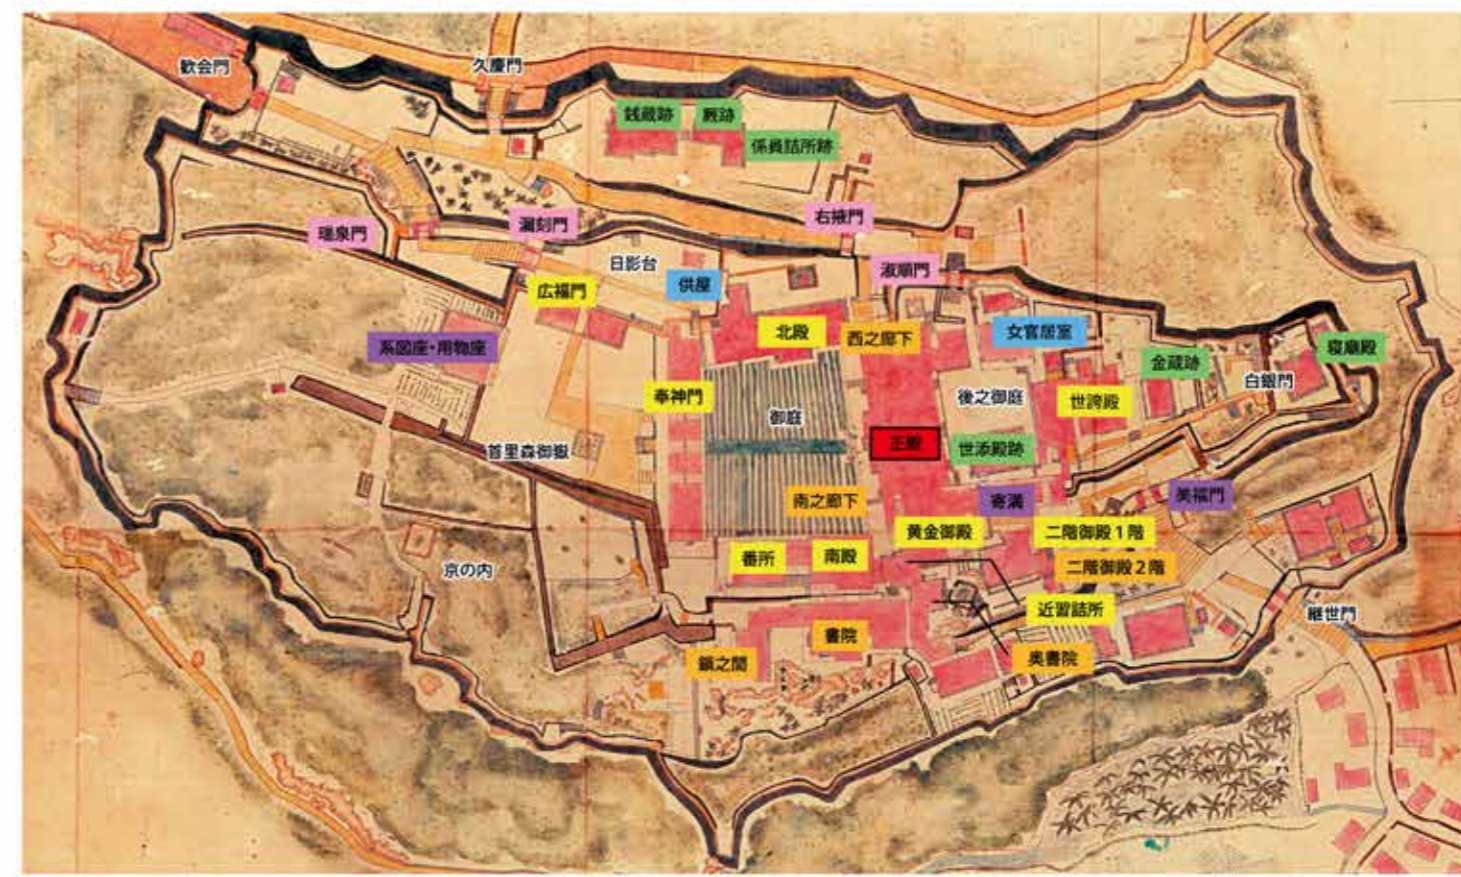 歓会門
久慶門
銭蔵跡
厩跡
係員詰所跡
瑞泉門
漏刻門
右掖門
日影台
淑順門
広福門
供屋
系図座・用物座
北殿
西之廊下
女官居室
金蔵跡
寝廟殿
白銀門
奉神門
御庭
後之御庭
世誇殿
首里森御嶽
正殿
世添殿跡
南之廊下
寄満
美福門
黄金御殿
二階御殿1階
番所
南殿
二階御殿2階
京の内
近習詰所
継世門
書院
鎖之間
奥書院